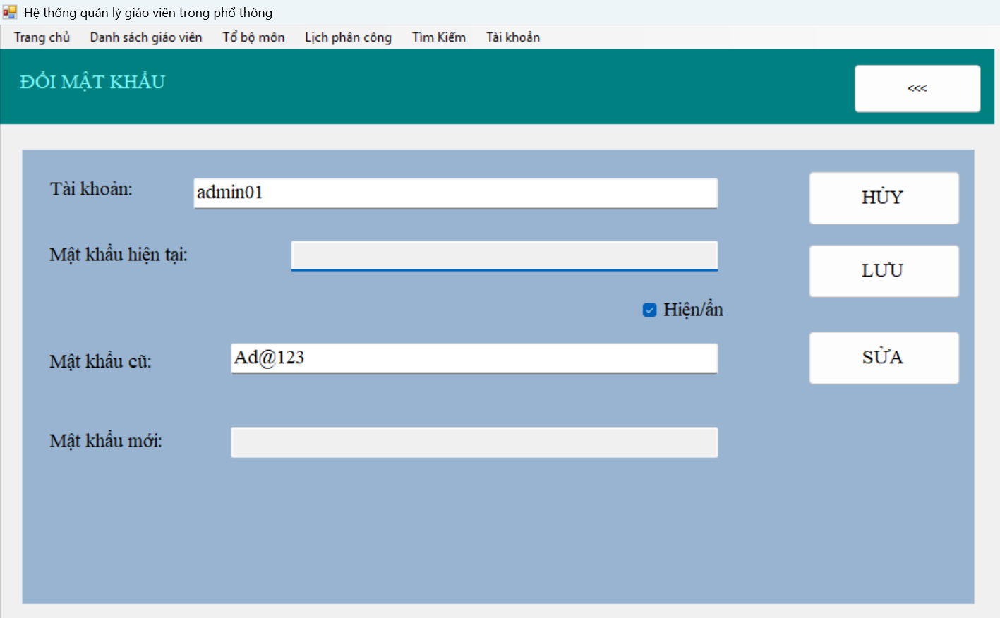 Hệ thống quản lý giáo viên trong phổ thông
Trang chủ Danh sách giáo viên Tổ bộ môn Lịch phân công Tìm Kiếm Tài khoản
ĐỔI MẬT KHẨU
<<<
Tài khoản: admin01
HỦY
Mật khẩu hiện tại:
LƯU
Hiện/ẩn
Mật khẩu cũ: Ad@123
SỬA
Mật khẩu mới: